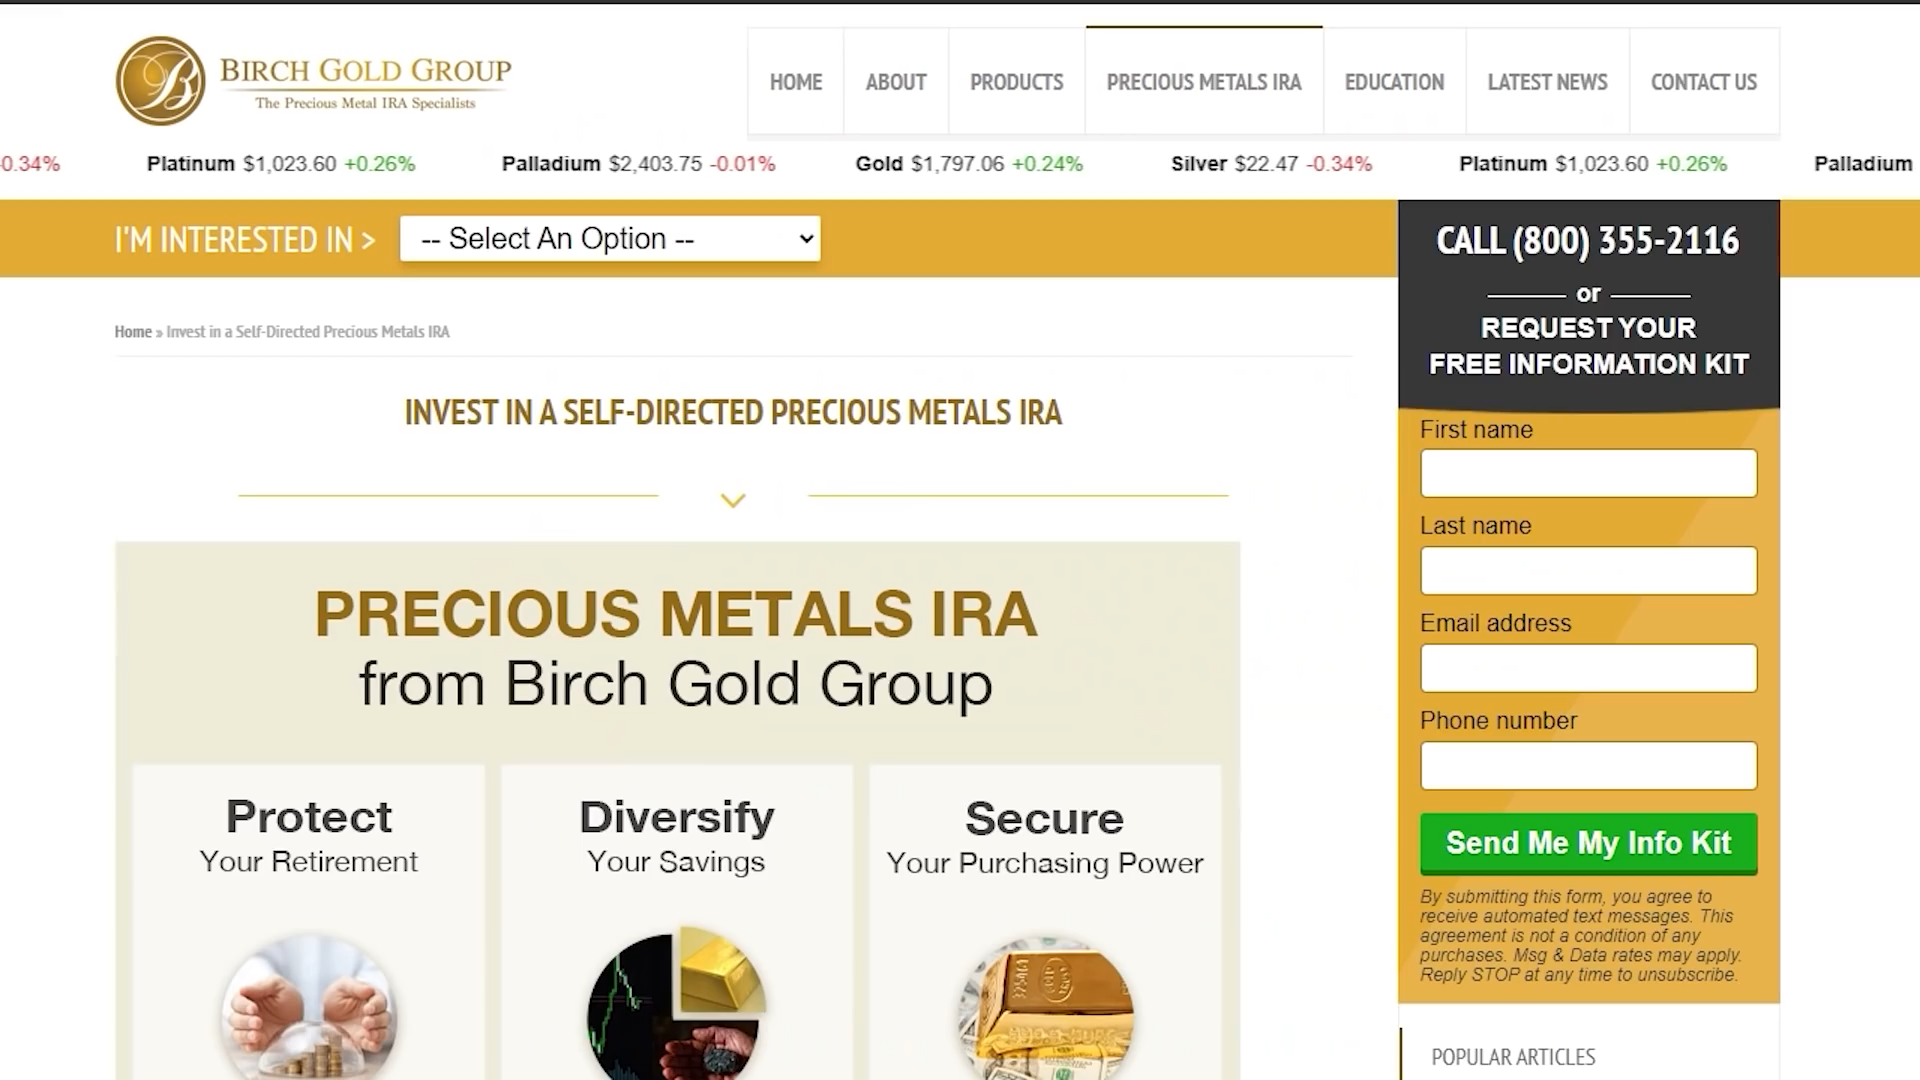 BIRCH GOLD GROUP
The Precious Metal IRA Specialists
HOME
ABOUT
PRODUCTS
PRECIOUS METALS IRA
EDUCATION
LATEST NEWS
CONTACT US
0.34% Platinum $1,023.60 +0.26% Palladium $2,403.75 -0.01% Gold $1,797.06 +0.24% Silver $22.47 -0.34% Platinum $1,023.60 +0.26% Palladium
I'M INTERESTED IN >
-- Select An Option --
CALL (800) 355-2116
or
REQUEST YOUR
FREE INFORMATION KIT
Home » Invest in a Self-Directed Precious Metals IRA
INVEST IN A SELF-DIRECTED PRECIOUS METALS IRA
PRECIOUS METALS IRA
from Birch Gold Group
Protect
Your Retirement
Diversify
Your Savings
Secure
Your Purchasing Power
First name
Last name
Email address
Phone number
Send Me My Info Kit
By submitting this form, you agree to
receive automated text messages. This
agreement is not a condition of any
purchases. Msg & Data rates may apply.
Reply STOP at any time to unsubscribe.
POPULAR ARTICLES